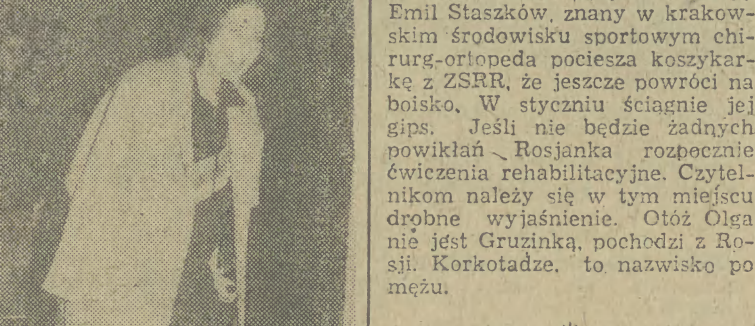 Emil Staszków, znany w krakow-
skim środowisku sportowym chi-
rurg-ortopeda pociesza koszykar-
kę z ZSRR, że jeszcze powróci na
boisko. W styczniu ściągnie jej
gips. Jeśli nie będzie żadnych
powikłań Rosjanka rozpocznie
ćwiczenia rehabilitacyjne. Czytel-
nikom należy się w tym miejscu
drobne wyjaśnienie. Otóż Olga
nie jest Gruzinką, pochodzi z Ro-
sji. Korkotadze. to nazwisko po
mężu.